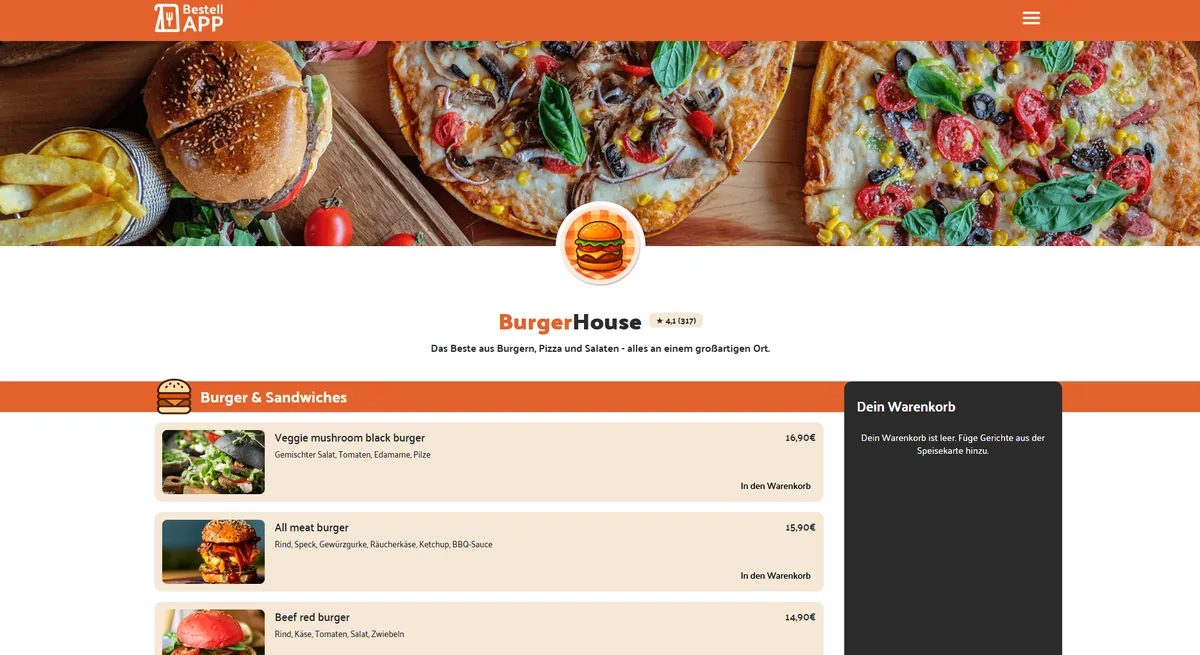 Bestell
APP
BurgerHouse ★ 4,1 (317)
Das Beste aus Burgern, Pizza und Salaten - alles an einem großartigen Ort.
Burger & Sandwiches
Veggie mushroom black burger 16,90€
Gemischter Salat, Tomaten, Edamame, Pilze
In den Warenkorb
All meat burger 15,90€
Rind, Speck, Gewürzgurke, Räucherkäse, Ketchup, BBQ-Sauce
In den Warenkorb
Beef red burger 14,90€
Rind, Käse, Tomaten, Salat, Zwiebeln
Dein Warenkorb
Dein Warenkorb ist leer. Füge Gerichte aus der
Speisekarte hinzu.